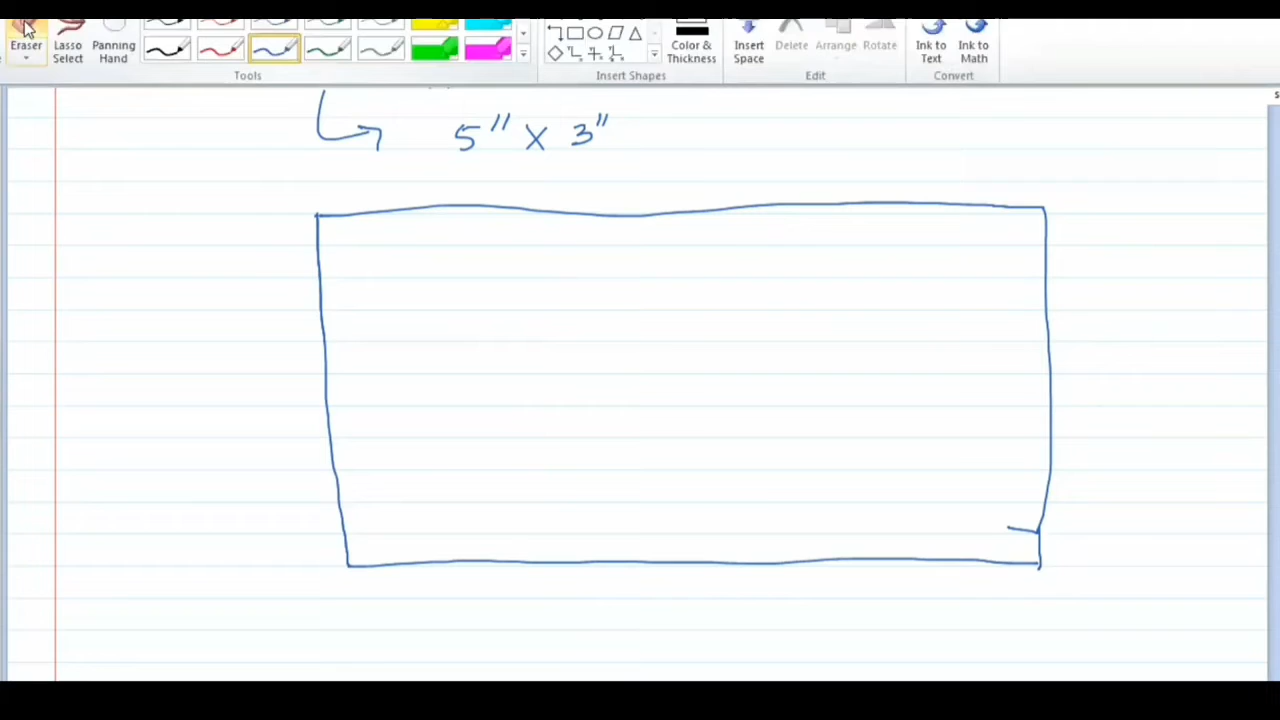 Eraser
Lasso Select
Panning Hand
Color & Thickness
Insert Space
Delete
Arrange
Rotate
Ink to Text
Ink to Math
Tools
Insert Shapes
Edit
Convert
5" X 3"